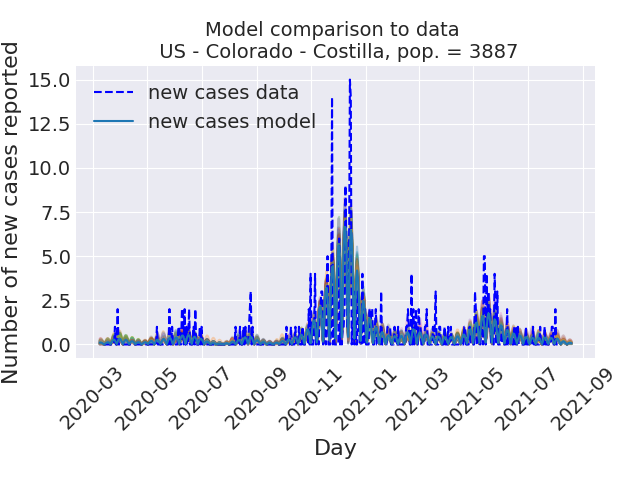 Model comparison to data
US - Colorado - Costilla, pop. = 3887
Number of new cases reported
15.0
12.5
10.0
7.5
5.0
2.5
0.0
new cases data
new cases model
2020-03
2020-05
2020-07
2020-09
2020-11
2021-01
2021-03
2021-05
2021-07
2021-09
Day